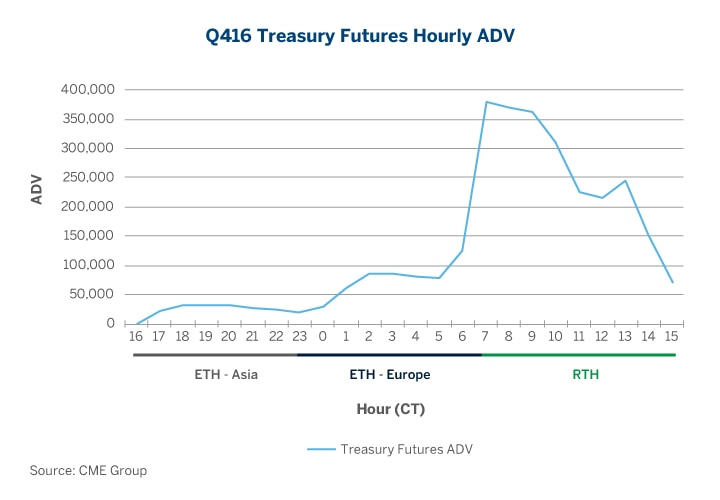 Q416 Treasury Futures Hourly ADV
400,000
350,000
300,000
250,000
200,000
150,000
100,000
50,000
0
ADV
16 17 18 19 20 21 22 23 0 1 2 3 4 5 6 7 8 9 10 11 12 13 14 15
ETH - Asia ETH - Europe RTH
Hour (CT)
Treasury Futures ADV
Source: CME Group